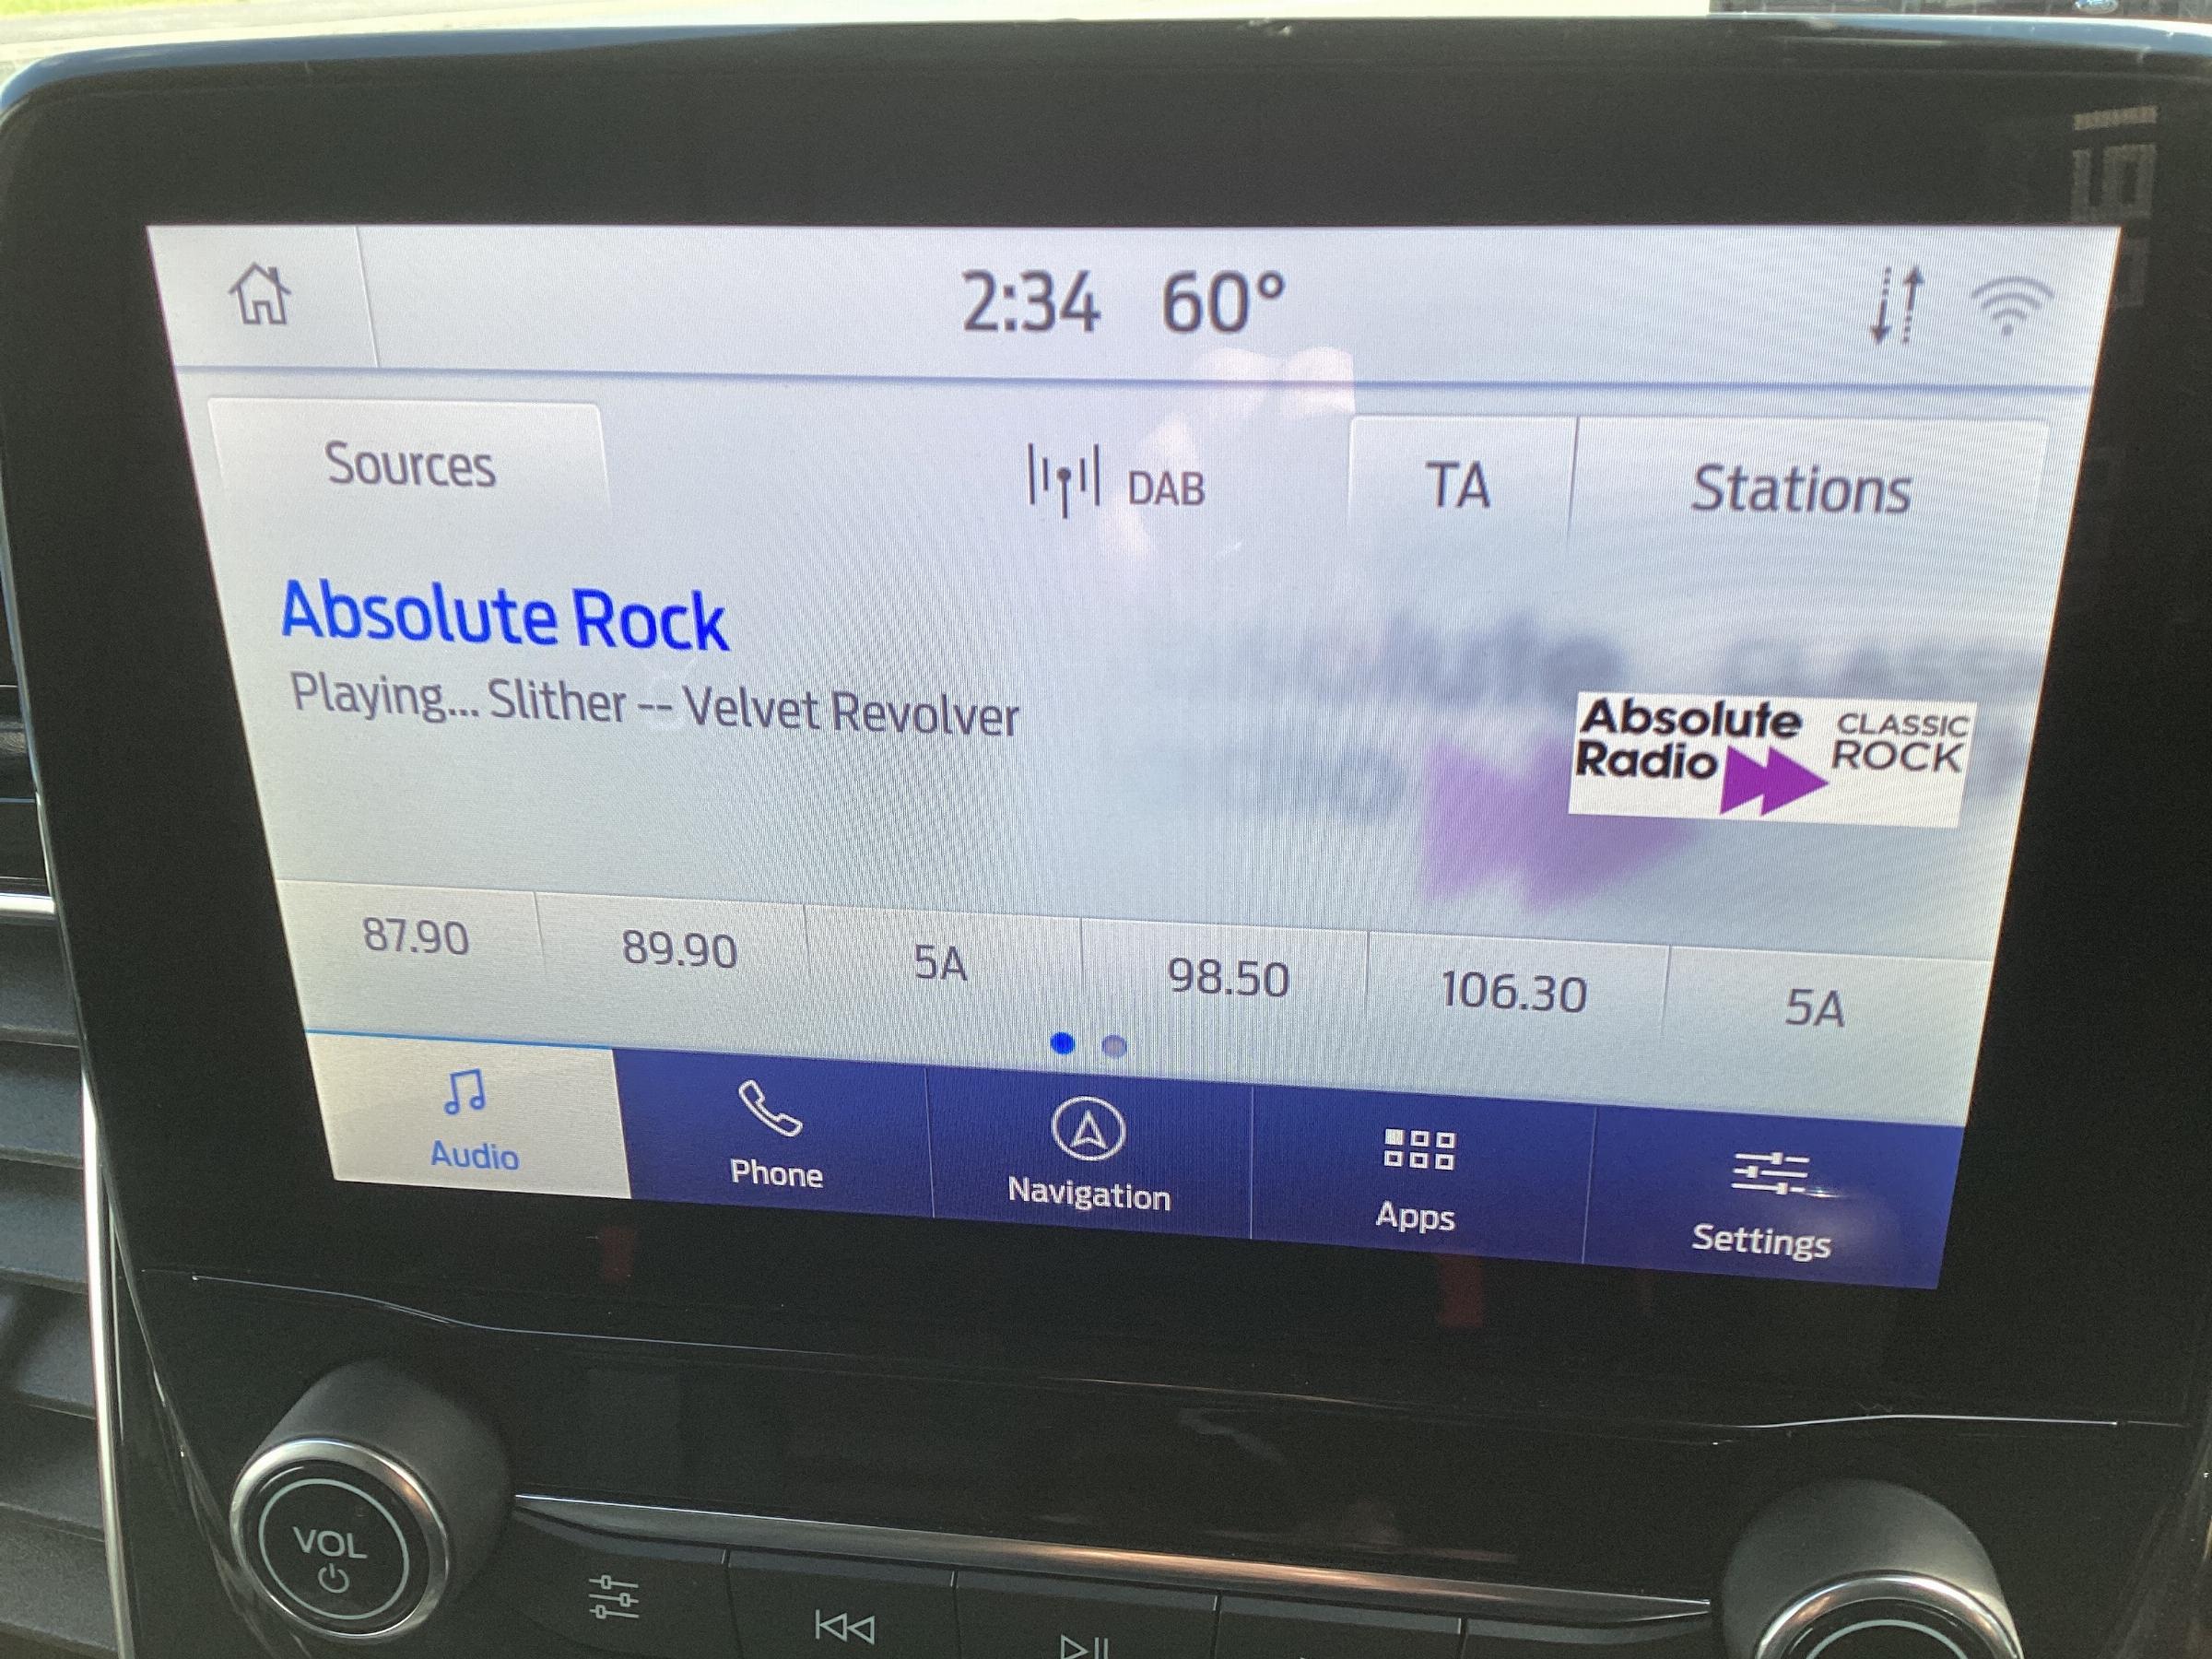 2:34 60°
Sources DAB TA Stations
Absolute Rock
Playing... Slither -- Velvet Revolver
Absolute CLASSIC
Radio ROCK
87.90 89.90 5A 98.50 106.30 5A
Audio Phone Navigation Apps Settings
VOL